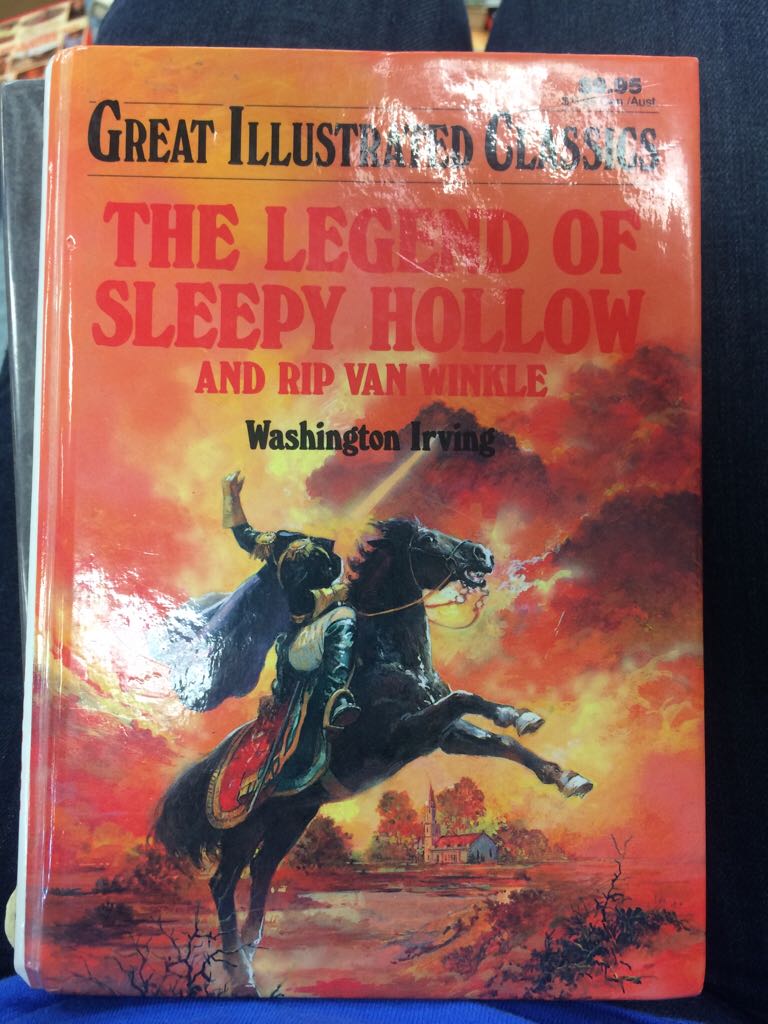 GREAT ILLUSTRATED CLASSICS
THE LEGEND OF
SLEEPY HOLLOW
AND RIP VAN WINKLE
Washington Irving